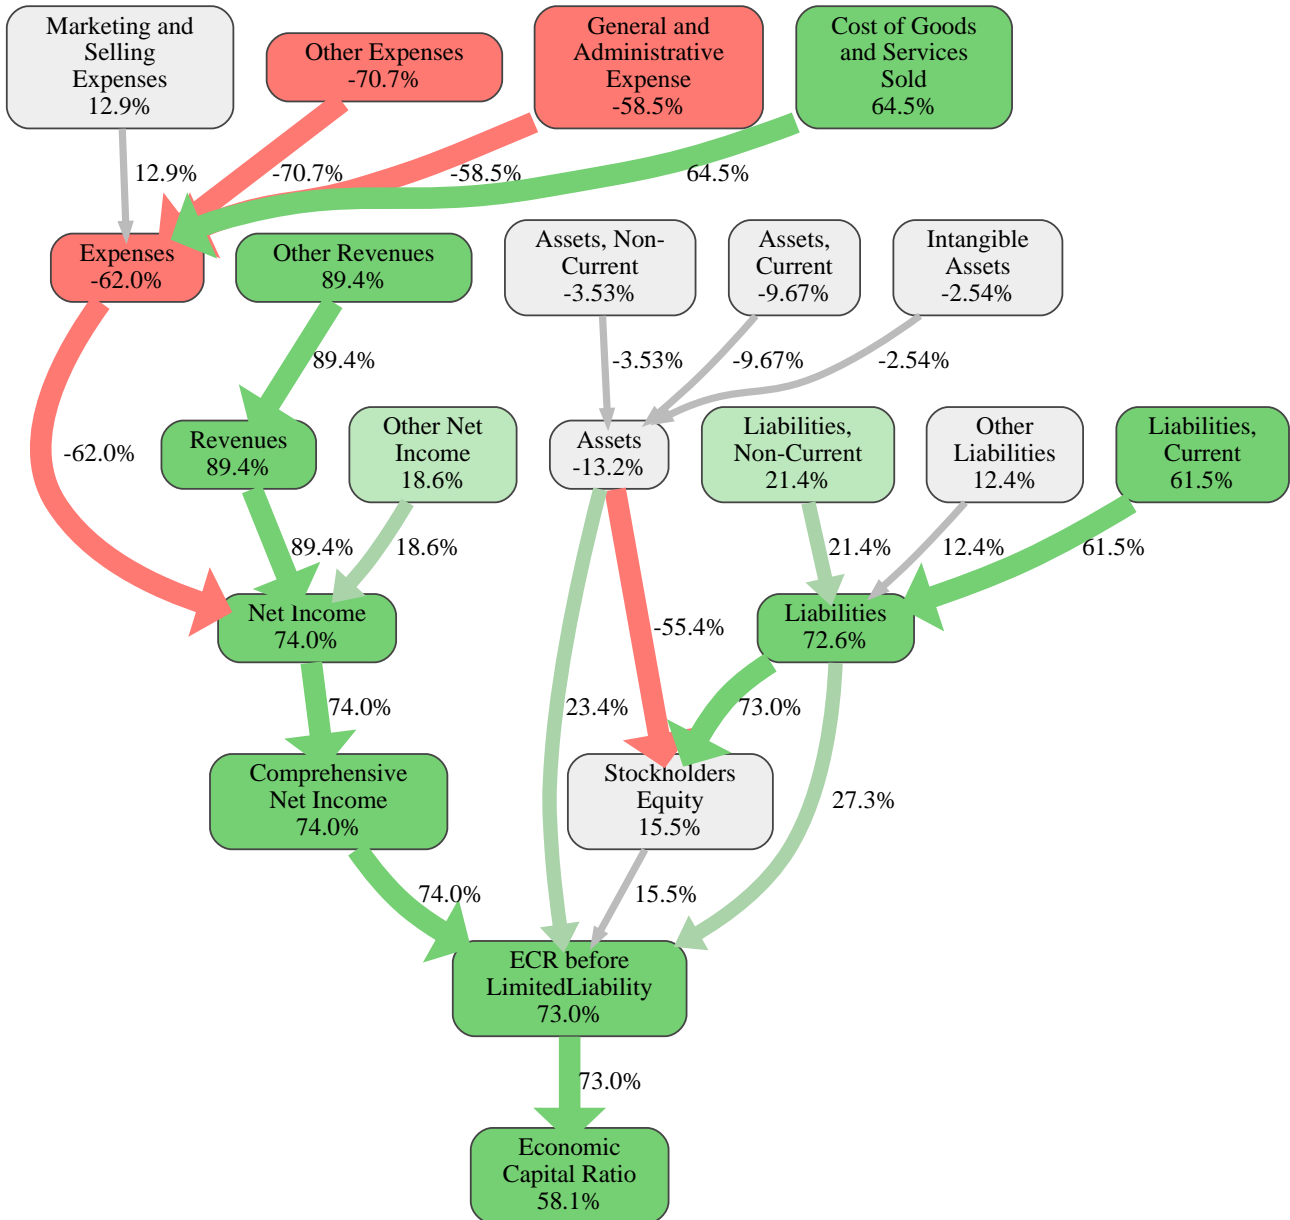 Marketing and
Selling
Expenses
12.9%
Other Expenses
-70.7%
General and
Administrative
Expense
-58.5%
Cost of Goods
and Services
Sold
64.5%
12.9%
-70.7%
-58.5%
64.5%
Expenses
-62.0%
Other Revenues
89.4%
Assets, Non-
Current
-3.53%
Assets,
Current
-9.67%
Intangible
Assets
-2.54%
89.4%
-3.53%
-9.67%
-2.54%
-62.0%
Revenues
89.4%
Other Net
Income
18.6%
Assets
-13.2%
Liabilities,
Non-Current
21.4%
Other
Liabilities
12.4%
Liabilities,
Current
61.5%
89.4%
18.6%
21.4%
12.4%
61.5%
Net Income
74.0%
-55.4%
Liabilities
72.6%
74.0%
23.4%
73.0%
27.3%
Comprehensive
Net Income
74.0%
Stockholders
Equity
15.5%
74.0%
15.5%
ECR before
LimitedLiability
73.0%
73.0%
Economic
Capital Ratio
58.1%